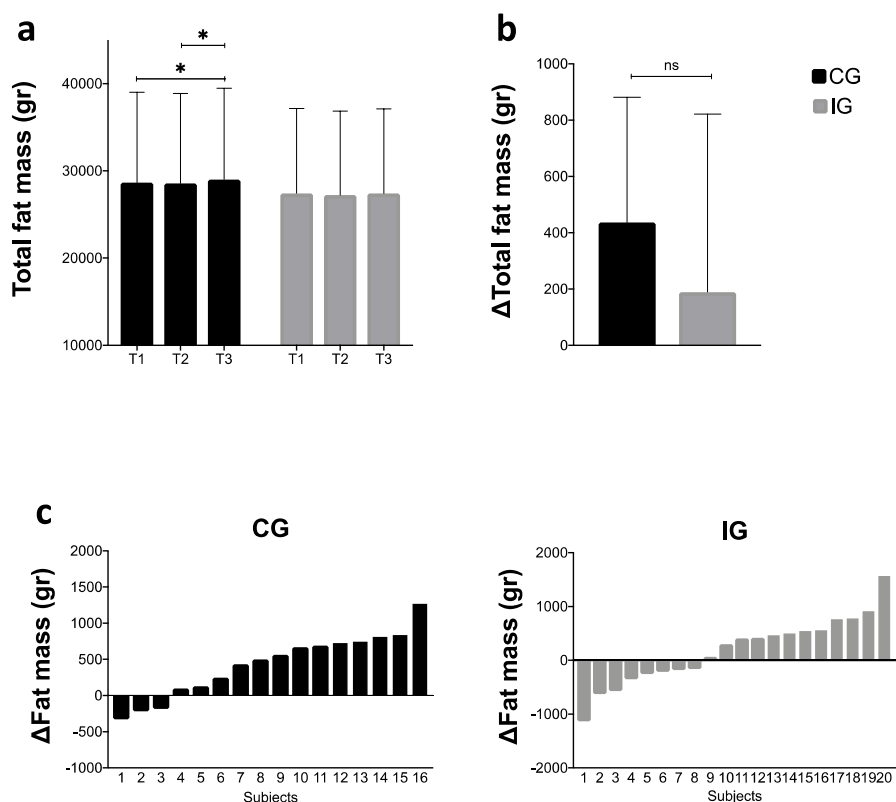 a
*
*
Total fat mass (gr)
40000
30000
20000
10000
T1 T2 T3 T1 T2 T3
b
ns
ΔTotal fat mass (gr)
1000
800
600
400
200
0
CG
IG
c
CG
ΔFat mass (gr)
2000
1500
1000
500
0
-500
-1000
1 2 3 4 5 6 7 8 9 10 11 12 13 14 15 16
Subjects
IG
ΔFat mass (gr)
2000
1000
0
-1000
-2000
1 2 3 4 5 6 7 8 9 10 11 12 13 14 15 16 17 18 19 20
Subjects